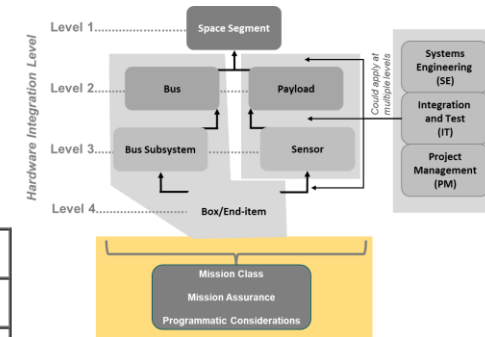 Hardware Integration Level
Level 1
Space Segment
Level 2
Bus
Payload
Level 3
Bus Subsystem
Sensor
Level 4
Box/End-item
Could apply at
multiple levels
Systems
Engineering
(SE)
Integration
and Test
(IT)
Project
Management
(PM)
Mission Class
Mission Assurance
Programmatic Considerations